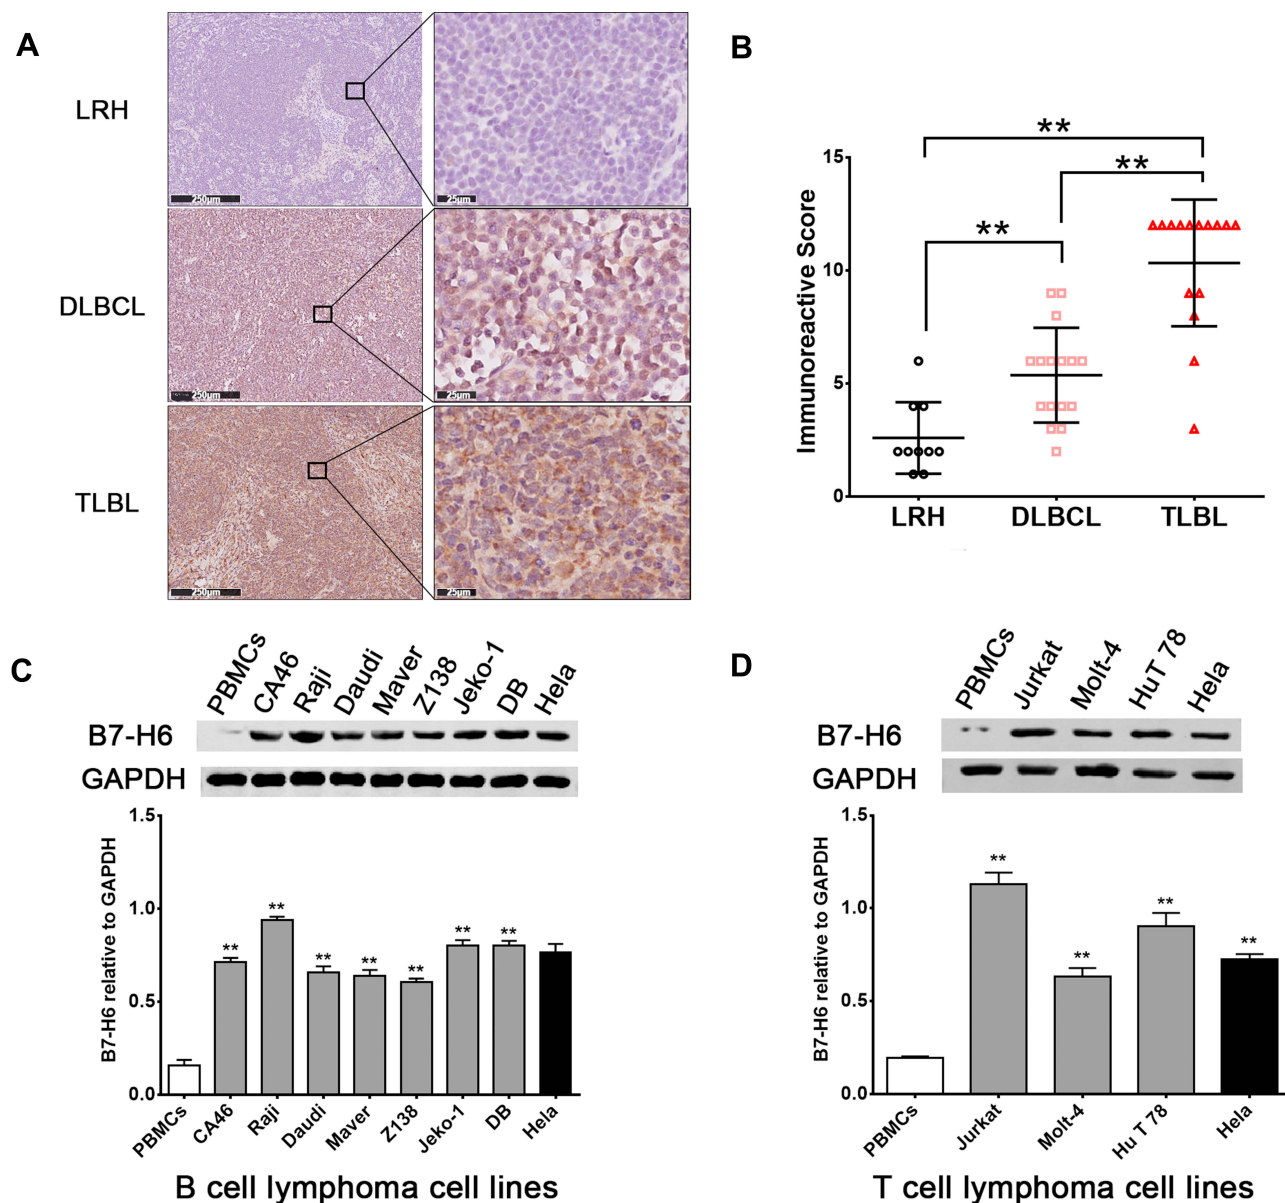 A
LRH
250μm
25μm
DLBCL
250μm
25μm
TLBL
250μm
25μm
B
Immunoreactive Score
15
10
5
0
**
**
**
LRH
DLBCL
TLBL
C
PBMCs
CA46
Raji
Daudi
Maver
Z138
Jeko-1
DB
Hela
B7-H6
GAPDH
B7-H6 relative to GAPDH
1.5
1.0
0.5
0.0
**
**
**
**
**
**
**
PBMCs
CA46
Raji
Daudi
Maver
Z138
Jeko-1
DB
Hela
B cell lymphoma cell lines
D
PBMCs
Jurkat
Molt-4
HuT 78
Hela
B7-H6
GAPDH
B7-H6 relative to GAPDH
1.5
1.0
0.5
0.0
**
**
**
**
PBMCs
Jurkat
Molt-4
Hu T 78
Hela
T cell lymphoma cell lines